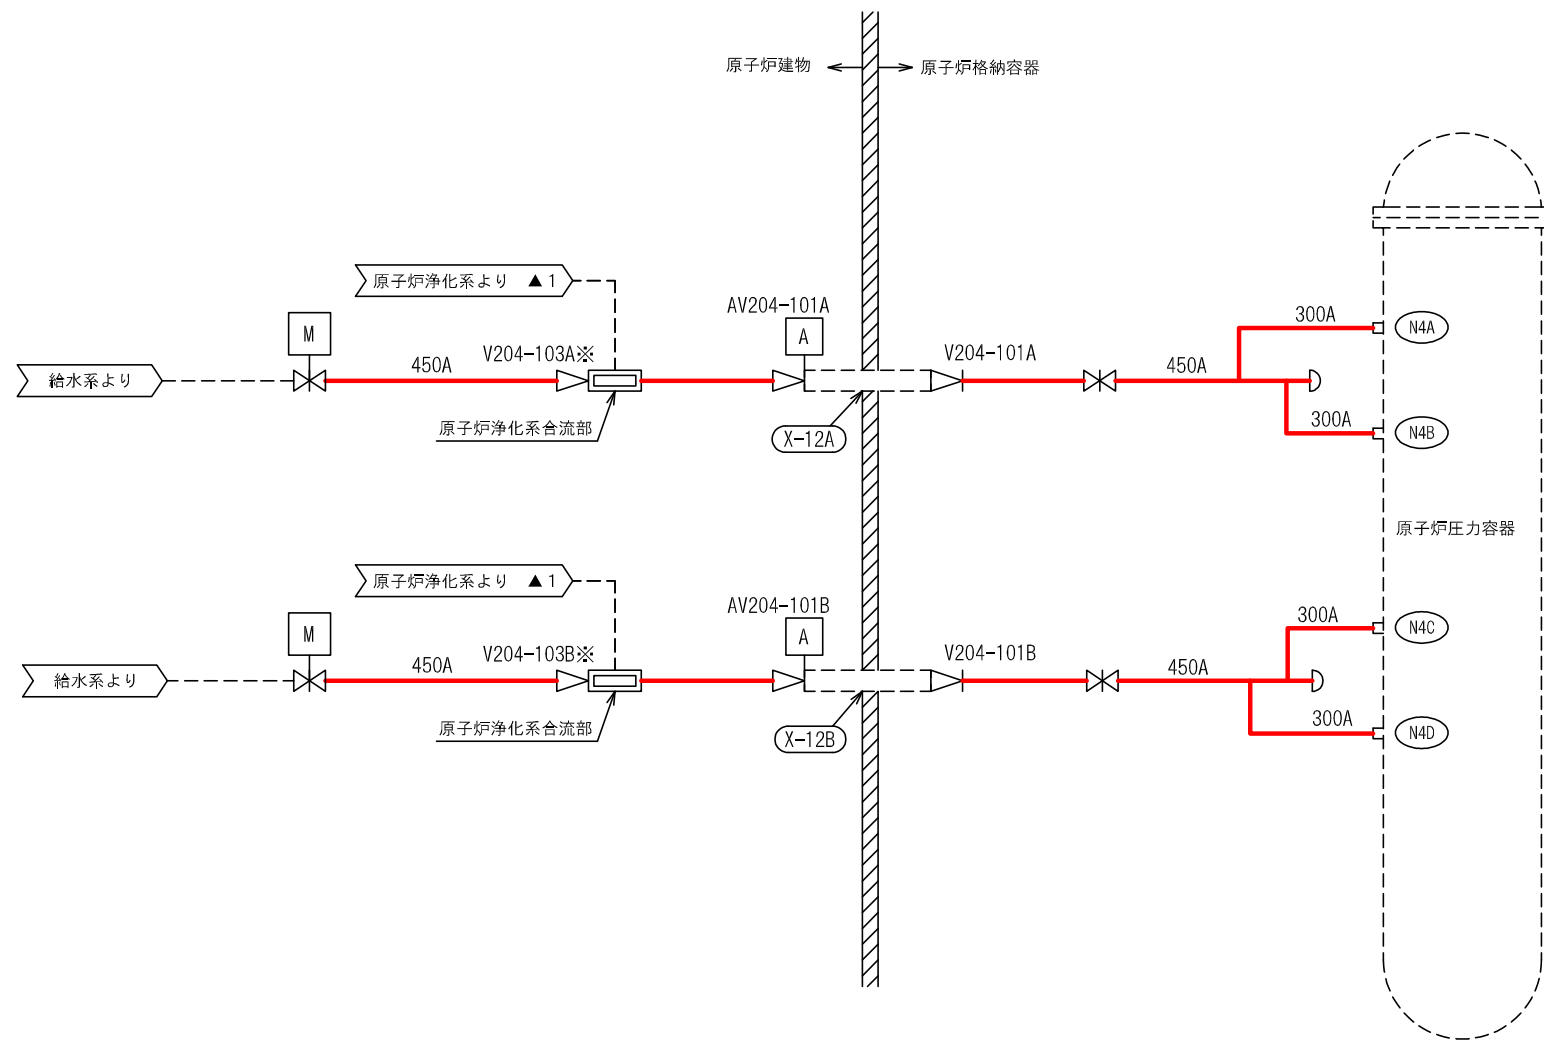 原子炉建物
原子炉格納容器
原子炉浄化系より ▲1
AV204-101A
300A
M
A
N4A
450A
V204-103A※
V204-101A
450A
給水系より
原子炉浄化系合流部
X-12A
300A
N4B
原子炉圧力容器
原子炉浄化系より ▲1
AV204-101B
300A
M
A
N4C
450A
V204-103B※
V204-101B
450A
給水系より
原子炉浄化系合流部
X-12B
300A
N4D